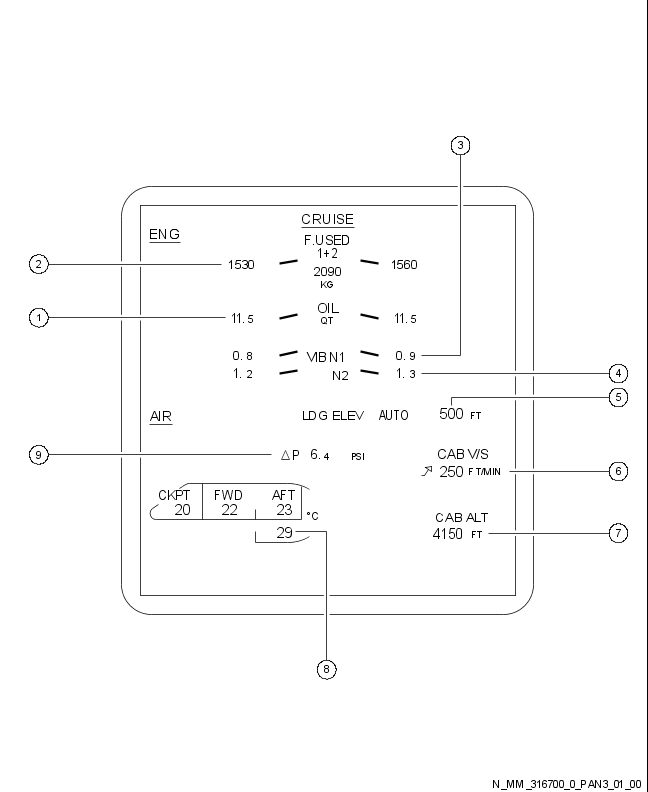 3
CRUISE
ENG
F.USED
1+2
2 1530 1560
2090
KG
OIL
1 11.5 11.5
QT
0.8 VIB N1 0.9
1.2 N2 1.3 4
5
AIR LDG ELEV AUTO 500 FT
9 △P 6.4 PSI CAB V/S
↗ 250 FT/MIN 6
CKPT FWD AFT
20 22 23 °C
CAB ALT
29 4150 FT 7
8
N_MM_316700_0_PAN3_01_00